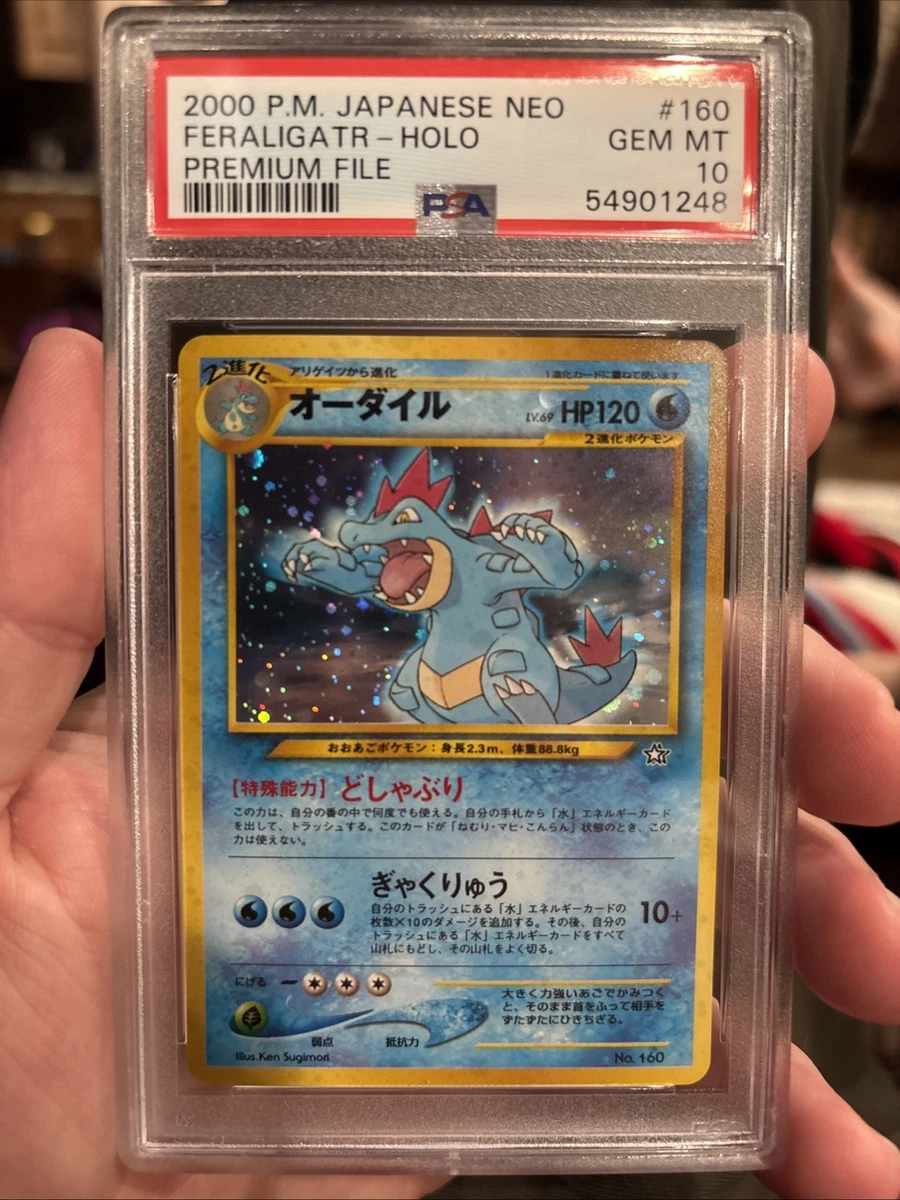 2000 P.M. JAPANESE NEO #160
FERALIGATR-HOLO GEM MT
PREMIUM FILE 10
54901248
PSA
2進化
アリゲイツから進化
1進化カードに重ねて使います
オーダイル
LV.69 HP120
2進化ポケモン
おおあごポケモン:身長2.3m、体重88.8kg
【特殊能力】どしゃぶり
この力は、自分の番の中で何度でも使える。自分の手札から「水」エネルギーカード
を出して、トラッシュする。このカードが「ねむり・マヒ・こんらん」状態のとき、この
力は使えない。
ぎゃくりゅう
自分のトラッシュにある「水」エネルギーカードの
枚数×10のダメージを追加する。その後、自分の
トラッシュにある「水」エネルギーカードをすべて
山札にもどし、その山札をよく切る。
10+
にげる
大きく力強いあごでかみつく
と、そのまま首をふって相手を
ずたずたにひきちぎる。
弱点 抵抗力
Illus.Ken Sugimori
No. 160